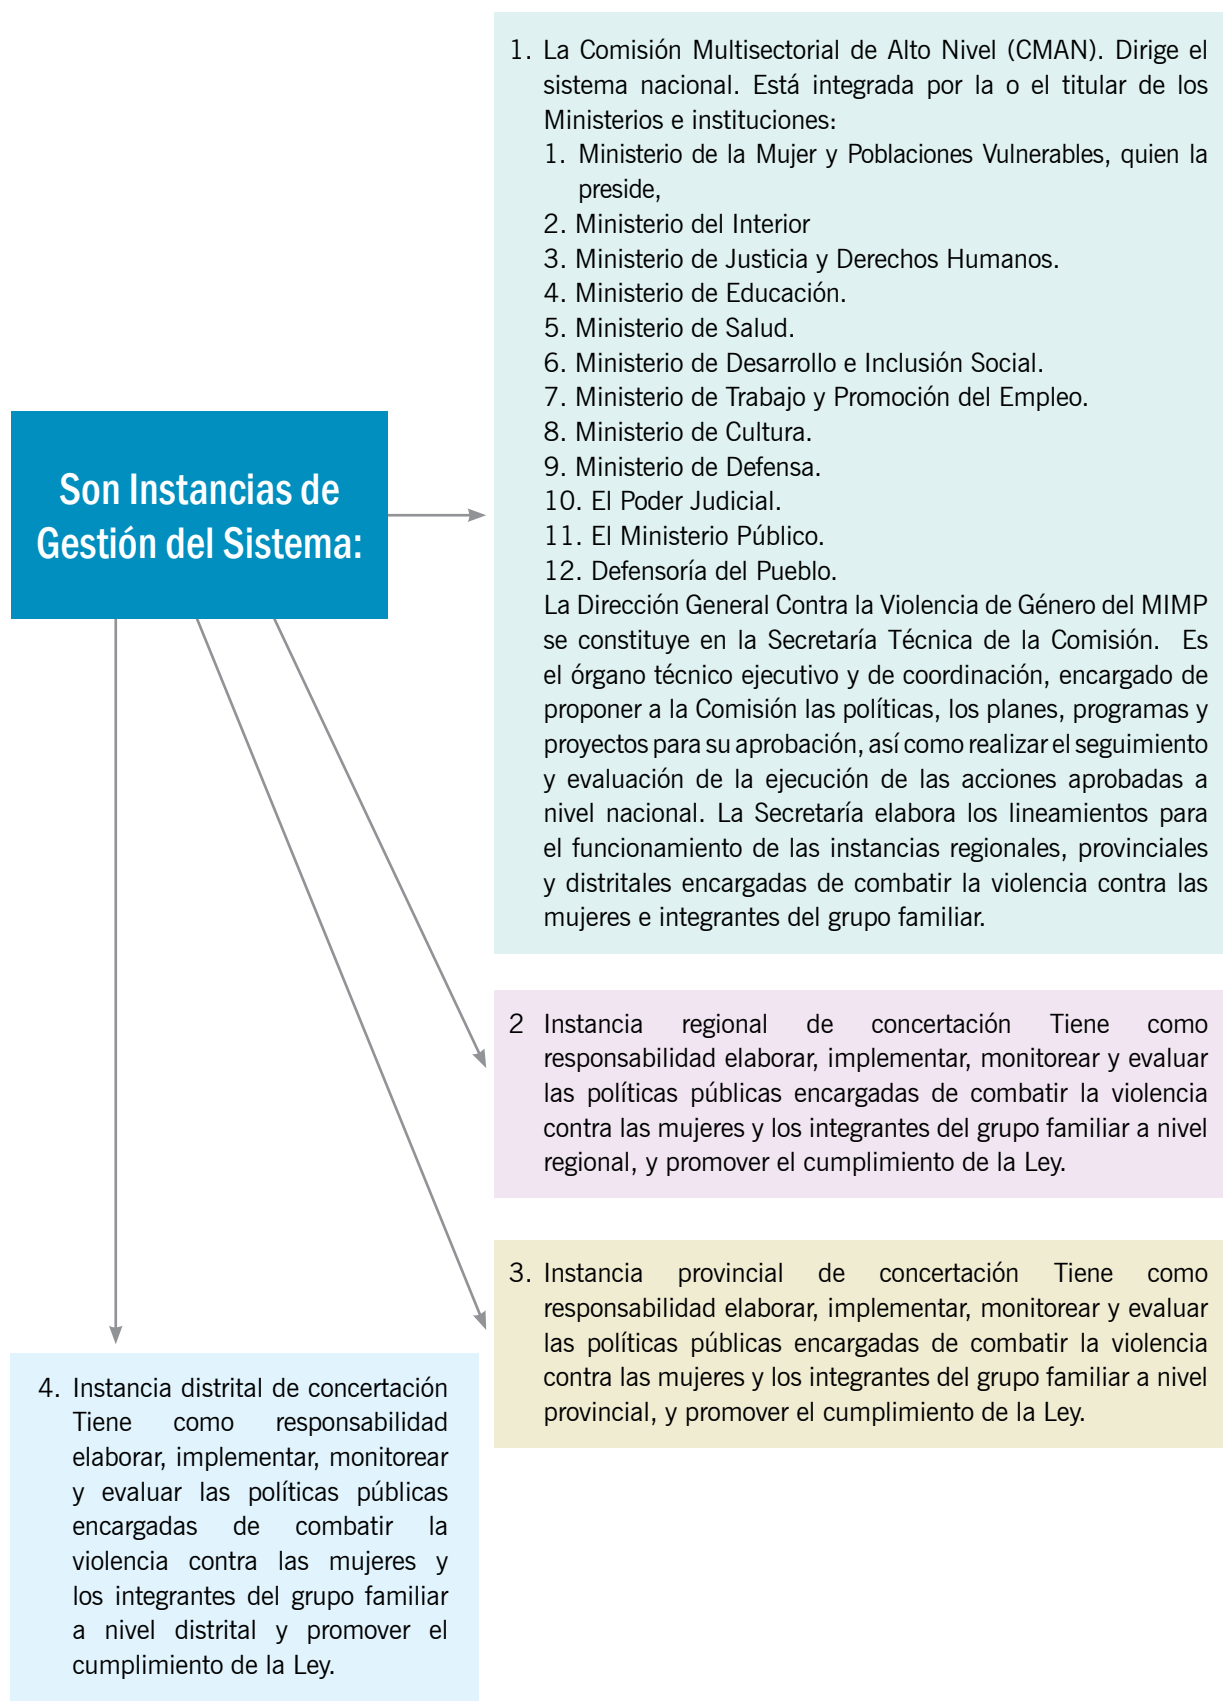 Son Instancias de
Gestión del Sistema:
1. La Comisión Multisectorial de Alto Nivel (CMAN). Dirige el
sistema nacional. Está integrada por la o el titular de los
Ministerios e instituciones:
1. Ministerio de la Mujer y Poblaciones Vulnerables, quien la
preside,
2. Ministerio del Interior
3. Ministerio de Justicia y Derechos Humanos.
4. Ministerio de Educación.
5. Ministerio de Salud.
6. Ministerio de Desarrollo e Inclusión Social.
7. Ministerio de Trabajo y Promoción del Empleo.
8. Ministerio de Cultura.
9. Ministerio de Defensa.
10. El Poder Judicial.
11. El Ministerio Público.
12. Defensoría del Pueblo.
La Dirección General Contra la Violencia de Género del MIMP
se constituye en la Secretaría Técnica de la Comisión. Es
el órgano técnico ejecutivo y de coordinación, encargado de
proponer a la Comisión las políticas, los planes, programas y
proyectos para su aprobación, así como realizar el seguimiento
y evaluación de la ejecución de las acciones aprobadas a
nivel nacional. La Secretaría elabora los lineamientos para
el funcionamiento de las instancias regionales, provinciales
y distritales encargadas de combatir la violencia contra las
mujeres e integrantes del grupo familiar.
2 Instancia regional de concertación Tiene como
responsabilidad elaborar, implementar, monitorear y evaluar
las políticas públicas encargadas de combatir la violencia
contra las mujeres y los integrantes del grupo familiar a nivel
regional, y promover el cumplimiento de la Ley.
3. Instancia provincial de concertación Tiene como
responsabilidad elaborar, implementar, monitorear y evaluar
las políticas públicas encargadas de combatir la violencia
contra las mujeres y los integrantes del grupo familiar a nivel
provincial, y promover el cumplimiento de la Ley.
4. Instancia distrital de concertación
Tiene como responsabilidad
elaborar, implementar, monitorear
y evaluar las políticas públicas
encargadas de combatir la
violencia contra las mujeres y
los integrantes del grupo familiar
a nivel distrital y promover el
cumplimiento de la Ley.